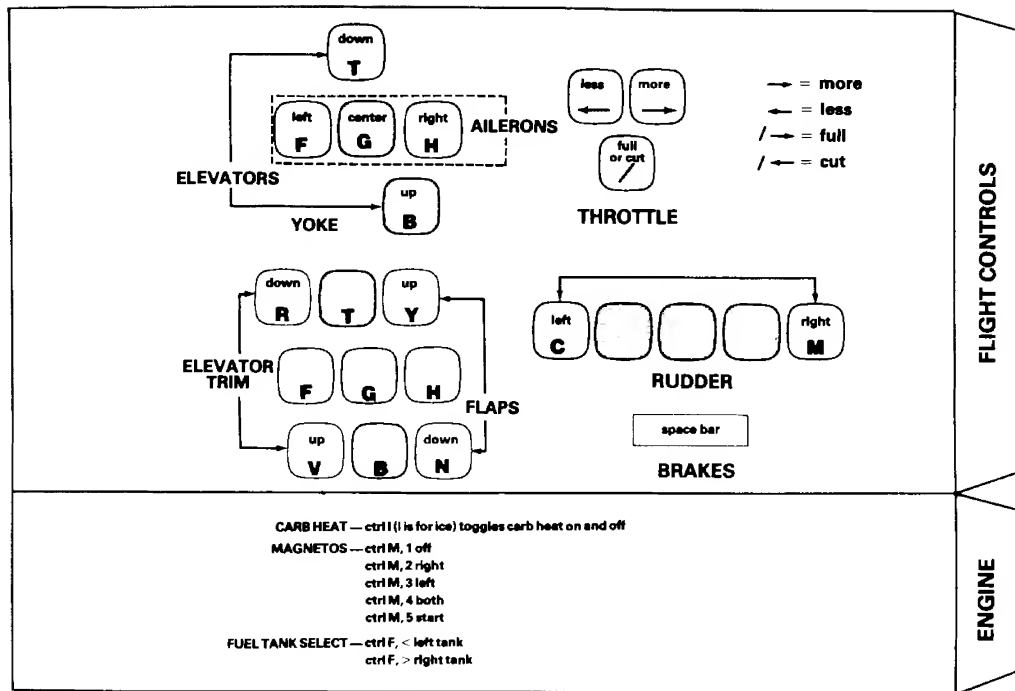 down
T
left
F
center
G
right
H
AILERONS
ELEVATORS
up
B
YOKE
less
←
more
→
full
or cut
/
THROTTLE
→ = more
← = less
/ → = full
/ ← = cut
down
R
T
up
Y
ELEVATOR
TRIM
F
G
H
FLAPS
up
V
B
down
N
left
C
right
M
RUDDER
space bar
BRAKES
FLIGHT CONTROLS
CARB HEAT — ctrl I (I is for ice) toggles carb heat on and off
MAGNETOS — ctrl M, 1 off
ctrl M, 2 right
ctrl M, 3 left
ctrl M, 4 both
ctrl M, 5 start
FUEL TANK SELECT — ctrl F, < left tank
ctrl F, > right tank
ENGINE